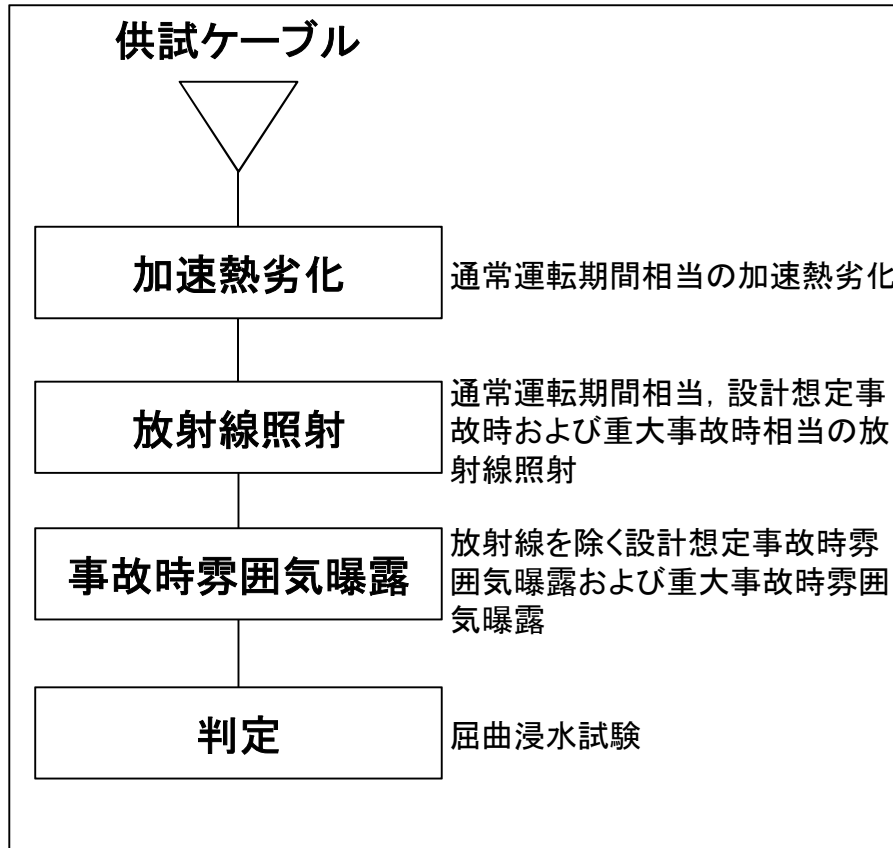 供試ケーブル
加速熱劣化
通常運転期間相当の加速熱劣化
放射線照射
通常運転期間相当，設計想定事
故時および重大事故時相当の放
射線照射
事故時雰囲気曝露
放射線を除く設計想定事故時雰
囲気曝露および重大事故時雰囲
気曝露
判定
屈曲浸水試験